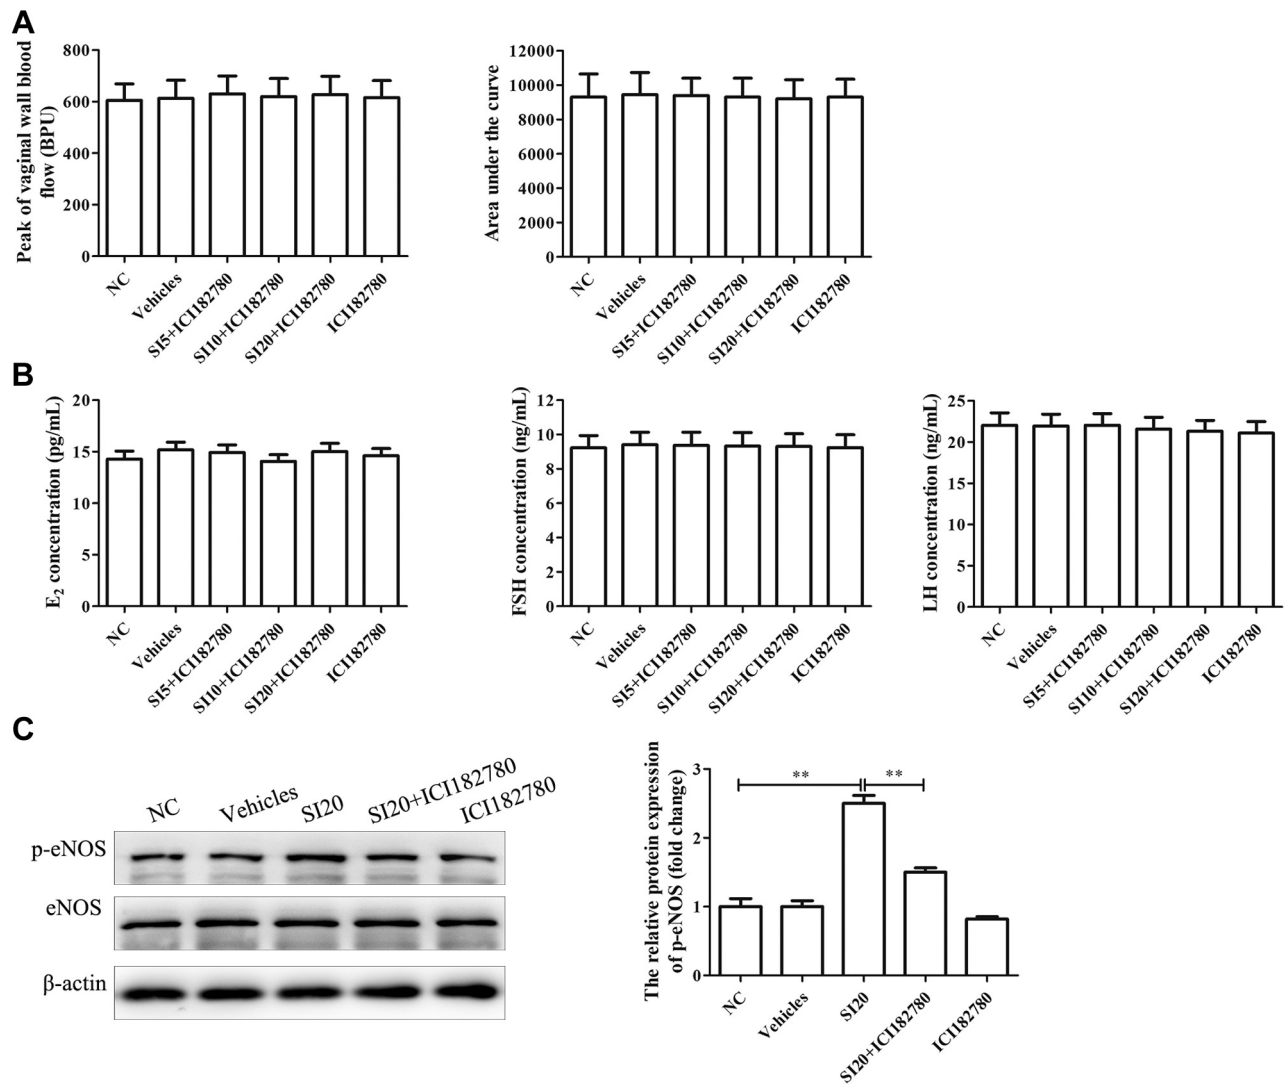 A
Peak of vaginal wall blood
flow (BPU)
800
600
400
200
0
NC
Vehicles
SI5+ICI182780
SI10+ICI182780
SI20+ICI182780
ICI182780
Area under the curve
12000
10000
8000
6000
4000
2000
0
NC
Vehicles
SI5+ICI182780
SI10+ICI182780
SI20+ICI182780
ICI182780
B
E₂ concentration (pg/mL)
20
15
10
5
0
NC
Vehicles
SI5+ICI182780
SI10+ICI182780
SI20+ICI182780
ICI182780
FSH concentration (ng/mL)
12
10
8
6
4
2
0
NC
Vehicles
SI5+ICI182780
SI10+ICI182780
SI20+ICI182780
ICI182780
LH concentration (ng/mL)
25
20
15
10
5
0
NC
Vehicles
SI5+ICI182780
SI10+ICI182780
SI20+ICI182780
ICI182780
C
NC
Vehicles
SI20
SI20+ICI182780
ICI182780
p-eNOS
eNOS
β-actin
The relative protein expression
of p-eNOS (fold change)
3
2
1
0
**
**
NC
Vehicles
SI20
SI20+ICI182780
ICI182780